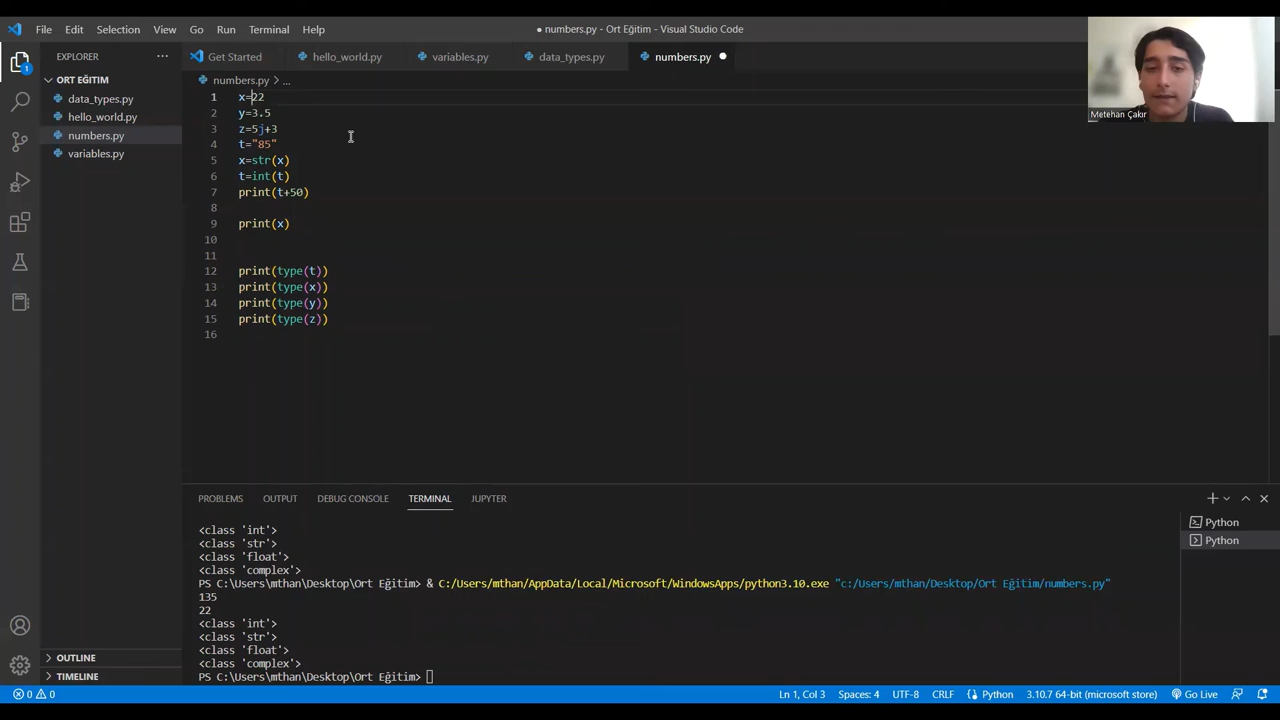 File Edit Selection View Go Run Terminal Help
● numbers.py - Ort Eğitim - Visual Studio Code
EXPLORER ...
Get Started hello_world.py variables.py data_types.py numbers.py
ORT EĞİTİM
data_types.py
hello_world.py
numbers.py
variables.py
numbers.py > ...
1 x=22
2 y=3.5
3 z=5j+3
4 t="85"
5 x=str(x)
6 t=int(t)
7 print(t+50)
8
9 print(x)
10
11
12 print(type(t))
13 print(type(x))
14 print(type(y))
15 print(type(z))
16
Metehan Çakır
PROBLEMS OUTPUT DEBUG CONSOLE TERMINAL JUPYTER
<class 'int'>
<class 'str'>
<class 'float'>
<class 'complex'>
PS C:\Users\mthan\Desktop\Ort Eğitim> & C:/Users/mthan/AppData/Local/Microsoft/WindowsApps/python3.10.exe "c:/Users/mthan/Desktop/Ort Eğitim/numbers.py"
135
22
<class 'int'>
<class 'str'>
<class 'float'>
<class 'complex'>
PS C:\Users\mthan\Desktop\Ort Eğitim>
Python
Python
1
OUTLINE
TIMELINE
0 0
Ln 1, Col 3 Spaces: 4 UTF-8 CRLF Python 3.10.7 64-bit (microsoft store) Go Live